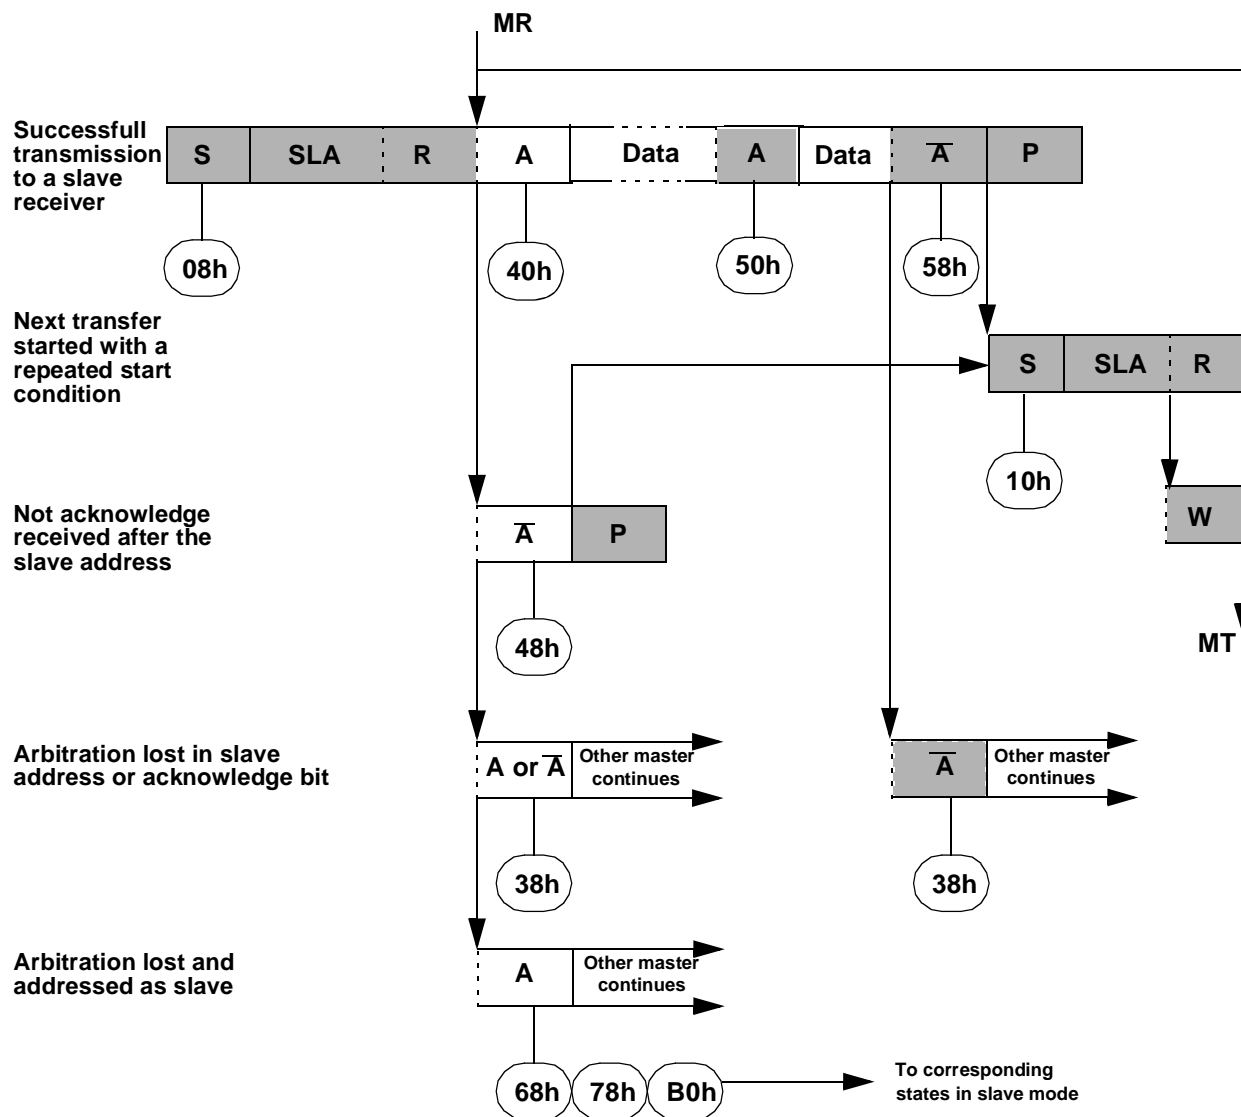 MR
Successfull
transmission
to a slave
receiver
S SLA R A Data A Data A̅ P
08h 40h 50h 58h
Next transfer
started with a
repeated start
condition
S SLA R
10h
Not acknowledge
received after the
slave address
A̅ P
W
48h
MT
Arbitration lost in slave
address or acknowledge bit
A or A̅
Other master
continues
A̅
Other master
continues
38h 38h
Arbitration lost and
addressed as slave
A
Other master
continues
68h 78h B0h
To corresponding
states in slave mode